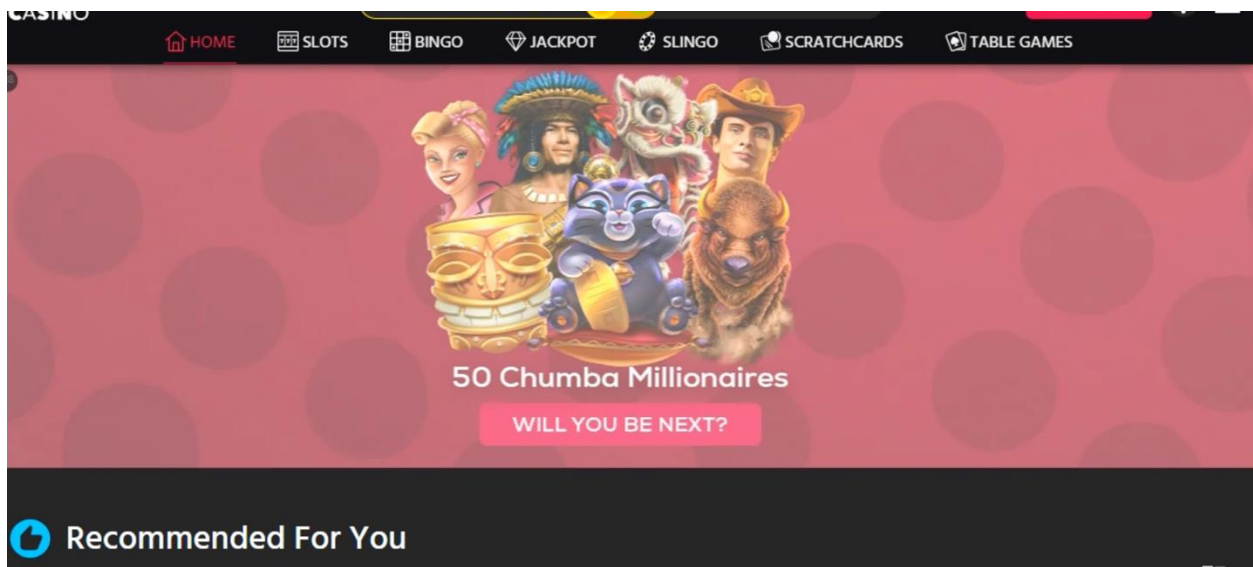 CASINO
HOME SLOTS BINGO JACKPOT SLINGO SCRATCHCARDS TABLE GAMES
50 Chumba Millionaires
WILL YOU BE NEXT?
Recommended For You